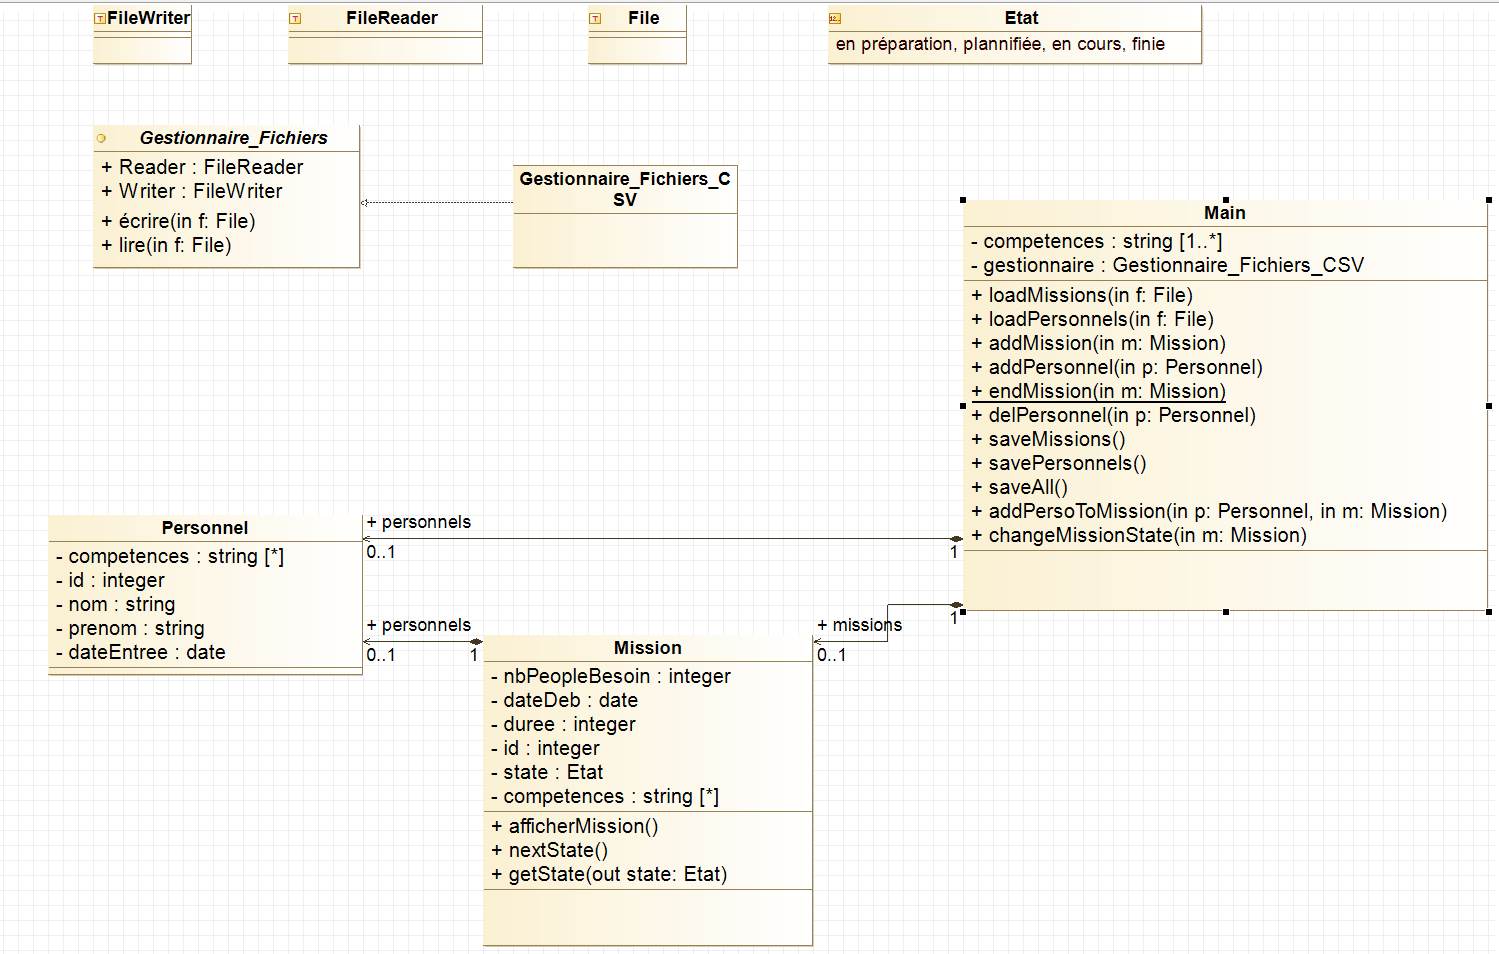 FileWriter
FileReader
File
Etat
en préparation, plannifiée, en cours, finie
Gestionnaire_Fichiers
+ Reader : FileReader
+ Writer : FileWriter
+ écrire(in f: File)
+ lire(in f: File)
Gestionnaire_Fichiers_C
SV
Main
- competences : string [1..*]
- gestionnaire : Gestionnaire_Fichiers_CSV
+ loadMissions(in f: File)
+ loadPersonnels(in f: File)
+ addMission(in m: Mission)
+ addPersonnel(in p: Personnel)
+ endMission(in m: Mission)
+ delPersonnel(in p: Personnel)
+ saveMissions()
+ savePersonnels()
+ saveAll()
+ addPersoToMission(in p: Personnel, in m: Mission)
+ changeMissionState(in m: Mission)
Personnel
- competences : string [*]
- id : integer
- nom : string
- prenom : string
- dateEntree : date
+ personnels
0..1
1
+ personnels
0..1
1
+ missions
0..1
1
Mission
- nbPeopleBesoin : integer
- dateDeb : date
- duree : integer
- id : integer
- state : Etat
- competences : string [*]
+ afficherMission()
+ nextState()
+ getState(out state: Etat)